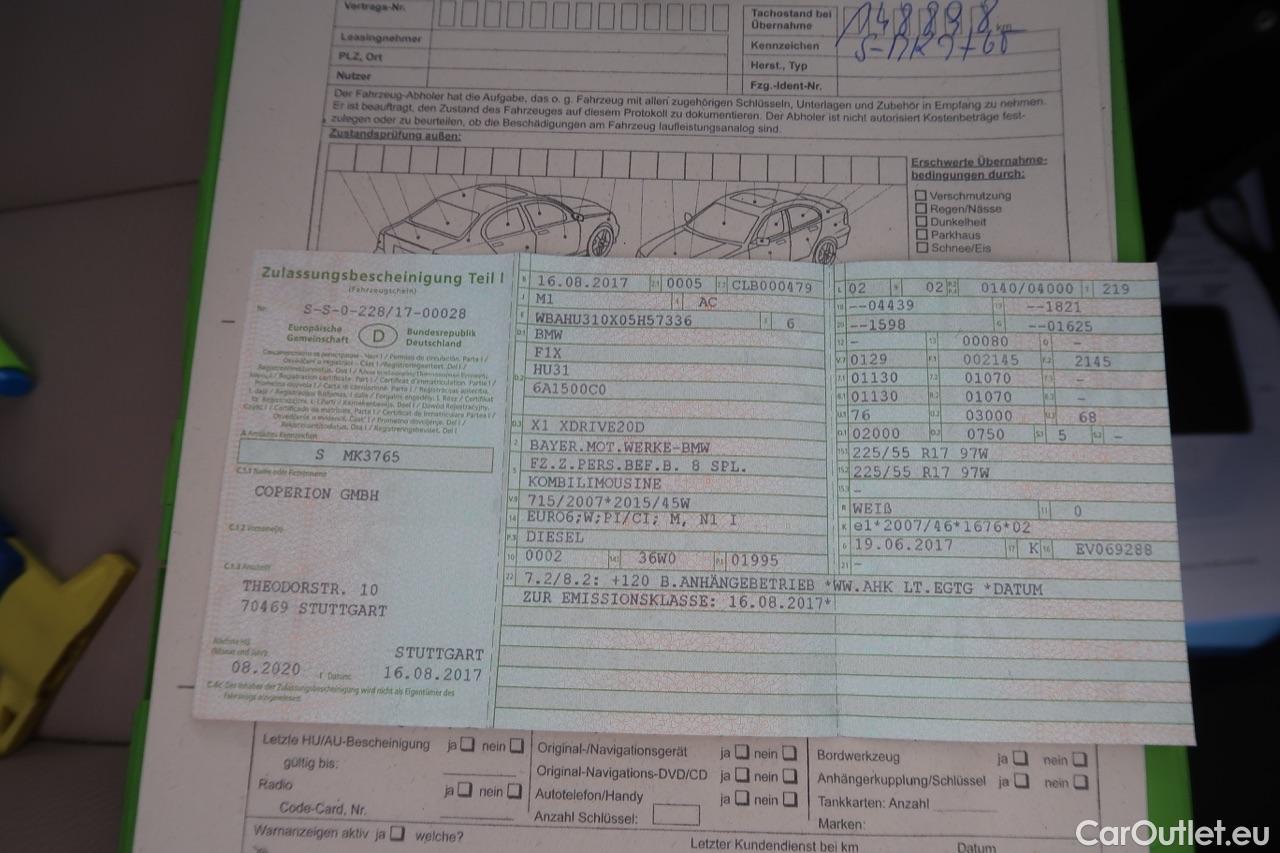 Vertrags-Nr.
Leasingnehmer
PLZ, Ort
Nutzer
Tachostand bei
Übernahme
148898 km
Kennzeichen
Herst., Typ
Fzg.-Ident-Nr.
Der Fahrzeug-Abholer hat die Aufgabe, das o. g. Fahrzeug mit allen zugehörigen Schlüsseln, Unterlagen und Zubehör in Empfang zu nehmen.
Er ist beauftragt, den Zustand des Fahrzeuges auf diesem Protokoll zu dokumentieren. Der Abholer ist nicht autorisiert Kostenbeträge fest-
zulegen oder zu beurteilen, ob die Beschädigungen am Fahrzeug laufleistungsanalog sind.
Zustandsprüfung außen:
Erschwerte Übernahme-
bedingungen durch:
Verschmutzung
Regen/Nässe
Dunkelheit
Parkhaus
Schnee/Eis
Zulassungsbescheinigung Teil I
(Fahrzeugschein)
Nr. S-S-0-228/17-00028
Europäische
Gemeinschaft
D
Bundesrepublik
Deutschland
S MK3765
COPERION GMBH
THEODORSTR. 10
70469 STUTTGART
STUTTGART
08.2020
16.08.2017
16.08.2017 0005 CLB000479
M1 AC
WBAHU310X05H57336 6
BMW
F1X
HU31
6A1500C0
X1 XDRIVE20D
BAYER.MOT.WERKE-BMW
FZ.Z.PERS.BEF.B. 8 SPL.
KOMBILIMOUSINE
715/2007*2015/45W
EURO6;W;PI/CI; M, N1 I
DIESEL
0002 36W0 01995
02 02 0140/04000 219
--04439 --1821
--1598 --01625
- 00080 -
0129 002145 2145
01130 01070 -
01130 01070 -
76 03000 68
02000 0750 5 -
225/55 R17 97W
225/55 R17 97W
-
WEIß 0
e1*2007/46*1676*02
19.06.2017 K EV069288
-
7.2/8.2: +120 B.ANHÄNGEBETRIEB *WW.AHK LT.EGTG *DATUM
ZUR EMISSIONSKLASSE: 16.08.2017*
Letzte HU/AU-Bescheinigung ja nein
gültig bis:
Radio ja nein
Code-Card, Nr.
Warnanzeigen aktiv ja welche?
Original-/Navigationsgerät ja nein
Original-Navigations-DVD/CD ja nein
Autotelefon/Handy ja nein
Anzahl Schlüssel:
Bordwerkzeug ja nein
Anhängerkupplung/Schlüssel ja nein
Tankkarten: Anzahl
Marken:
Letzter Kundendienst bei km Datum
CarOutlet.eu